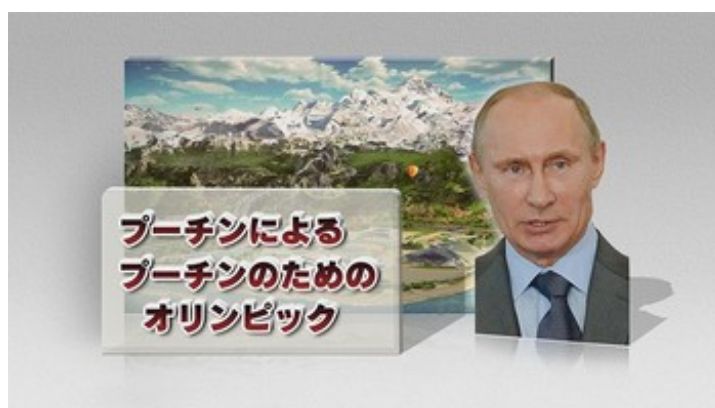 プーチンによる
プーチンのための
オリンピック